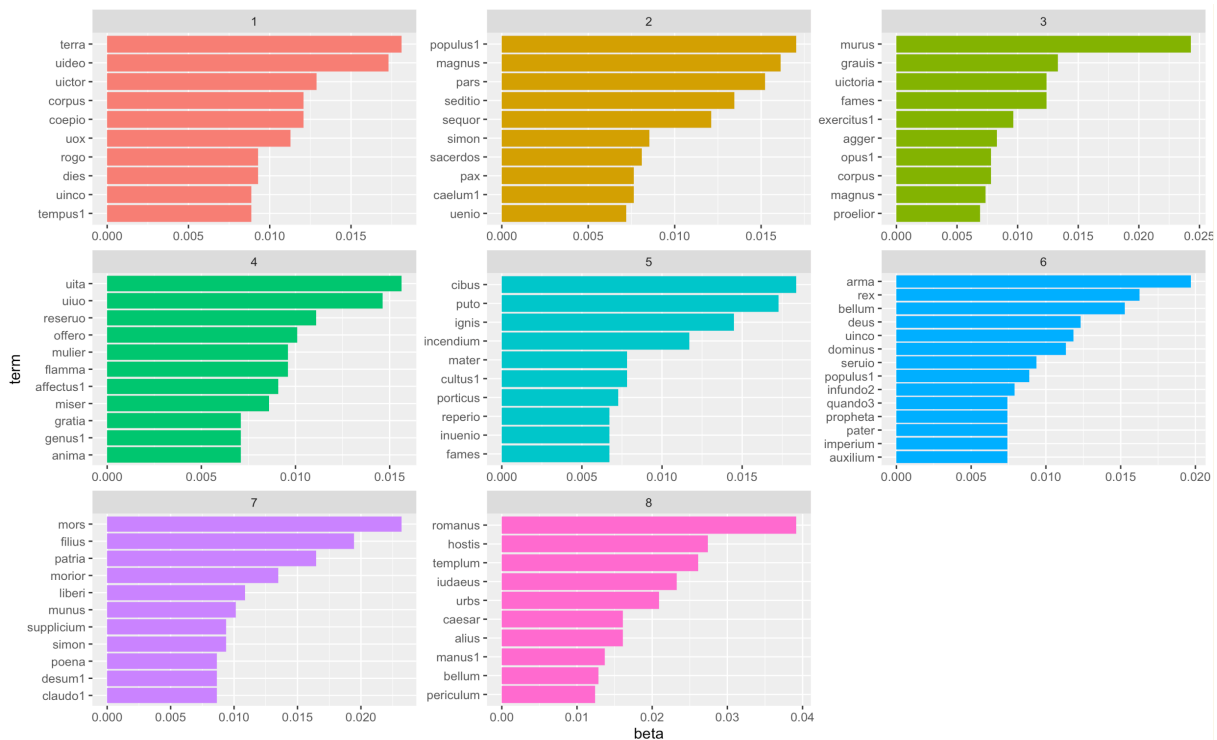 1
terra
uideo
uictor
corpus
coepio
uox
rogo
dies
uinco
tempus1
0.000 0.005 0.010 0.015
2
populus1
magnus
pars
seditio
sequor
simon
sacerdos
pax
caelum1
uenio
0.000 0.005 0.010 0.015
3
murus
grauis
uictoria
fames
exercitus1
agger
opus1
corpus
magnus
proelior
0.000 0.005 0.010 0.015 0.020 0.025
4
uita
uiuo
reseruo
offero
mulier
flamma
affectus1
miser
gratia
genus1
anima
0.000 0.005 0.010 0.015
5
cibus
puto
ignis
incendium
mater
cultus1
porticus
reperio
inuenio
fames
0.000 0.005 0.010 0.015
6
arma
rex
bellum
deus
uinco
dominus
seruio
populus1
infundo2
quando3
propheta
pater
imperium
auxilium
0.000 0.005 0.010 0.015 0.020
7
mors
filius
patria
morior
liberi
munus
supplicium
simon
poena
desum1
claudo1
0.000 0.005 0.010 0.015 0.020
8
romanus
hostis
templum
iudaeus
urbs
caesar
alius
manus1
bellum
periculum
0.00 0.01 0.02 0.03 0.04
term
beta